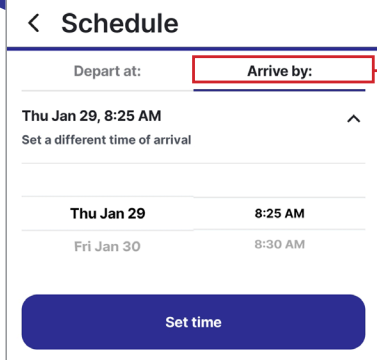 Schedule
Depart at: Arrive by:
Thu Jan 29, 8:25 AM
Set a different time of arrival
Thu Jan 29 8:25 AM
Fri Jan 30 8:30 AM
Set time